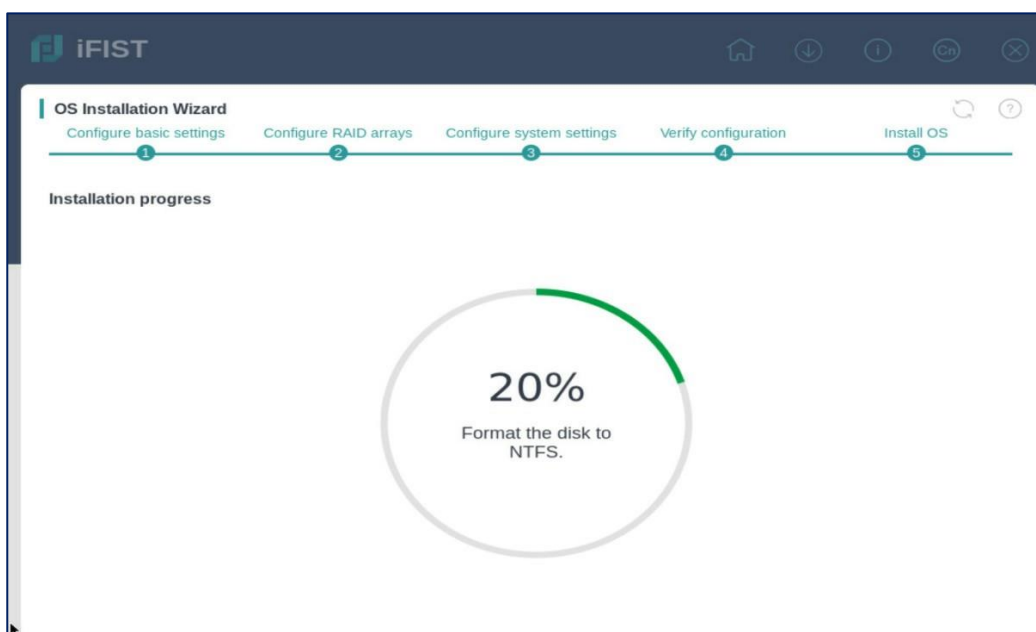 iFIST
Cn
OS Installation Wizard
Configure basic settings
Configure RAID arrays
Configure system settings
Verify configuration
Install OS
1
2
3
4
5
Installation progress
20%
Format the disk to
NTFS.